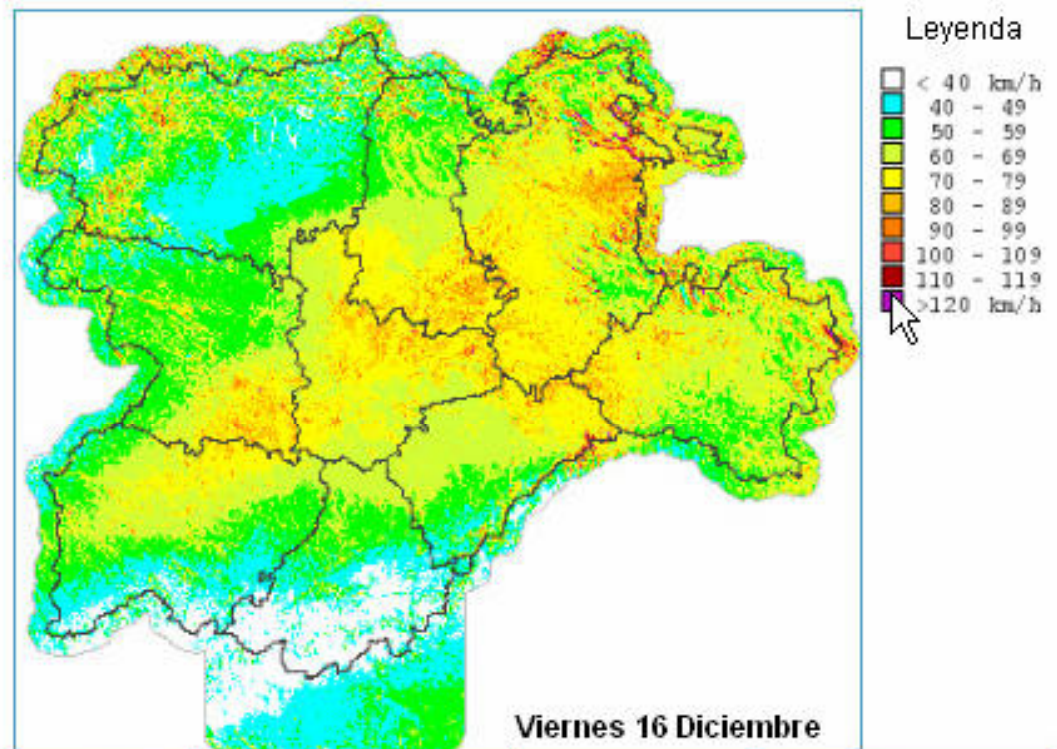 Leyenda
< 40 km/h
40 - 49
50 - 59
60 - 69
70 - 79
80 - 89
90 - 99
100 - 109
110 - 119
>120 km/h
Viernes 16 Diciembre